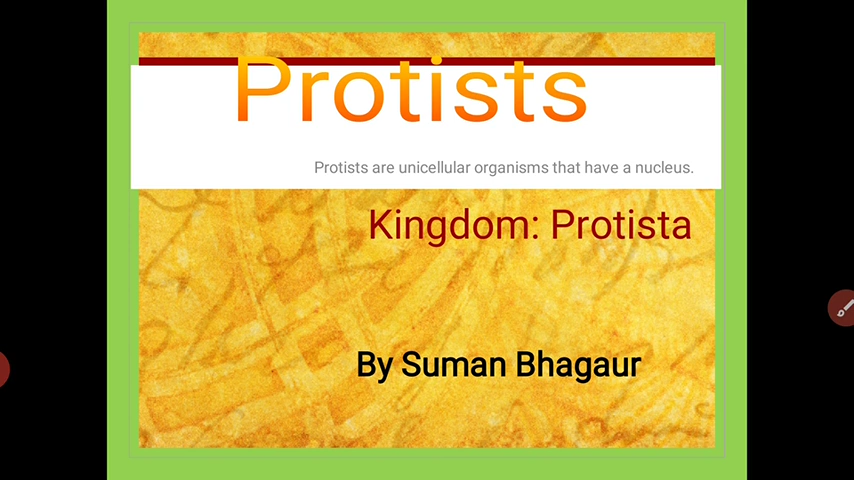 Protists
Protists are unicellular organisms that have a nucleus.
Kingdom: Protista
By Suman Bhagaur